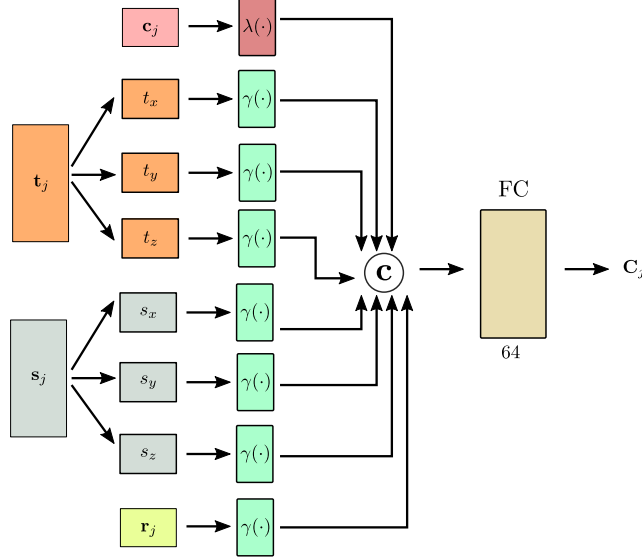 c_j λ(·)
t_x γ(·)
t_j t_y γ(·)
t_z γ(·)
FC
c
C_j
s_x γ(·)
64
s_j s_y γ(·)
s_z γ(·)
r_j γ(·)